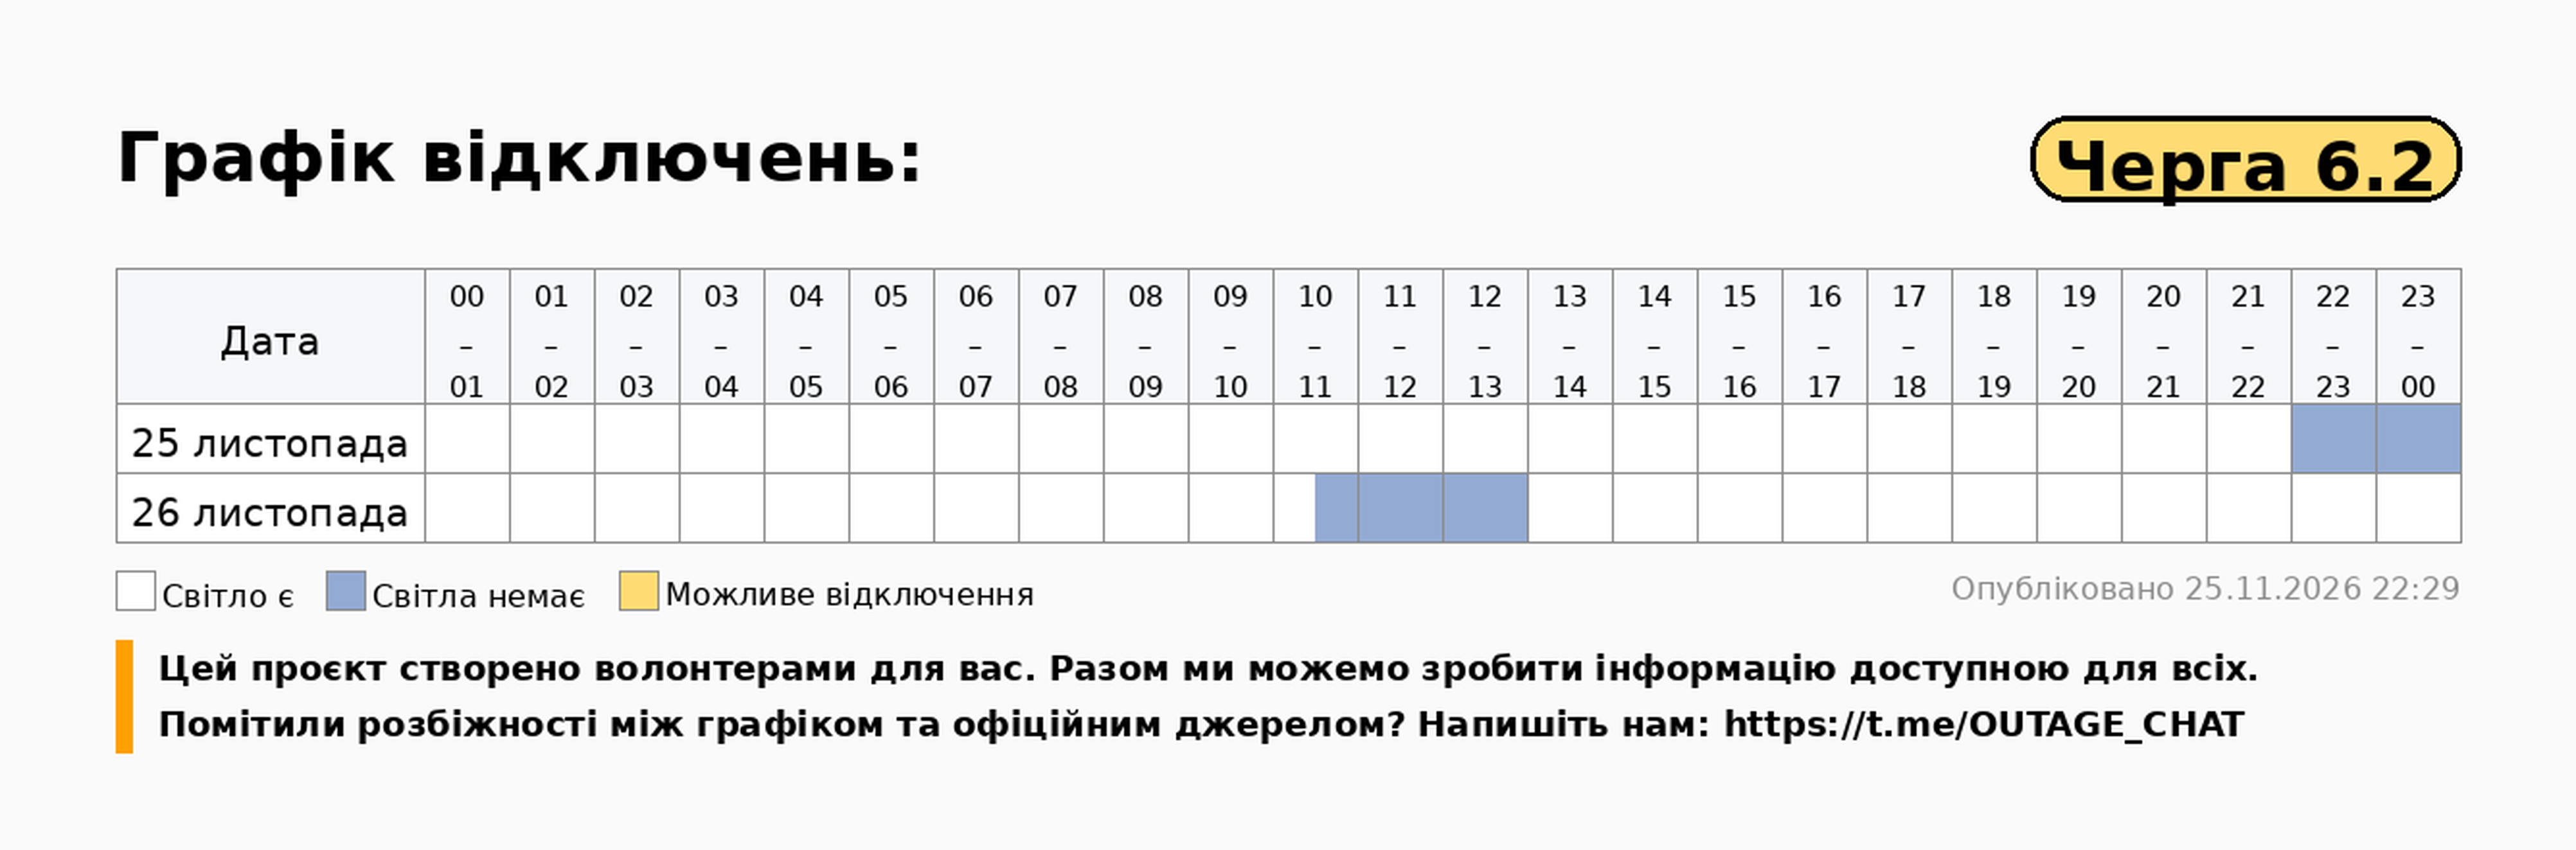 Графік відключень:
Черга 6.2
Дата 00 – 01 01 – 02 02 – 03 03 – 04 04 – 05 05 – 06 06 – 07 07 – 08 08 – 09 09 – 10 10 – 11 11 – 12 12 – 13 13 – 14 14 – 15 15 – 16 16 – 17 17 – 18 18 – 19 19 – 20 20 – 21 21 – 22 22 – 23 23 – 00
25 листопада
26 листопада
Світло є Світла немає Можливе відключення
Опубліковано 25.11.2026 22:29
Цей проєкт створено волонтерами для вас. Разом ми можемо зробити інформацію доступною для всіх.
Помітили розбіжності між графіком та офіційним джерелом? Напишіть нам: https://t.me/OUTAGE_CHAT